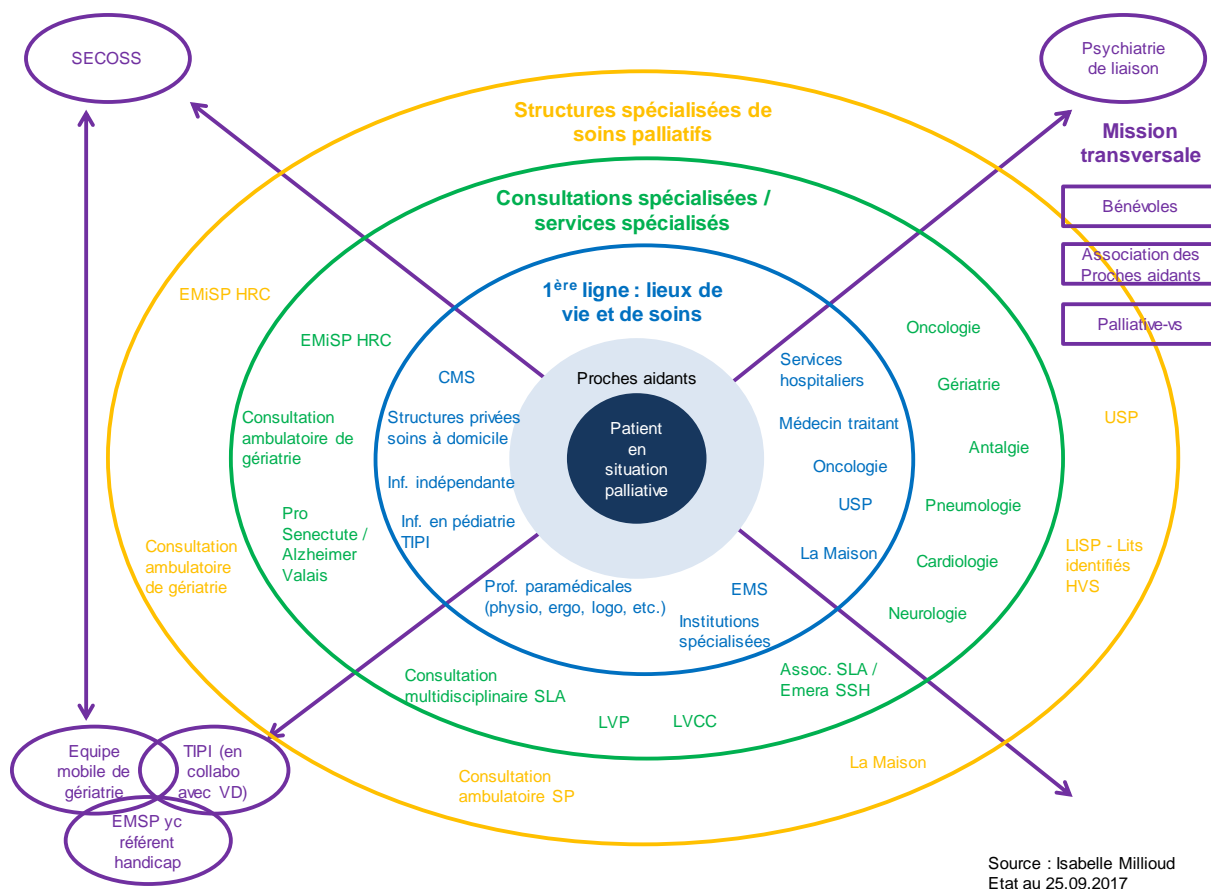 SECOSS
Psychiatrie
de liaison
Structures spécialisées de
soins palliatifs
Mission
transversale
Consultations spécialisées /
services spécialisés
Bénévoles
Association des
Proches aidants
Palliative-vs
1ère ligne : lieux de
vie et de soins
EMiSP HRC
EMiSP HRC
Oncologie
CMS
Proches aidants
Services
hospitaliers
Gériatrie
Consultation
ambulatoire de
gériatrie
Structures privées
soins à domicile
Patient
en
situation
palliative
Médecin traitant
USP
Antalgie
Inf. indépendante
Oncologie
USP
Pneumologie
Pro
Senectute /
Alzheimer
Valais
Inf. en pédiatrie
TIPI
La Maison
Cardiologie
Consultation
ambulatoire
de gériatrie
LISP - Lits
identifiés
HVS
Prof. paramédicales
(physio, ergo, logo, etc.)
EMS
Institutions
spécialisées
Neurologie
Consultation
multidisciplinaire SLA
Assoc. SLA /
Emera SSH
LVP
LVCC
Equipe
mobile de
gériatrie
TIPI (en
collabo
avec VD)
EMSP yc
référent
handicap
Consultation
ambulatoire SP
La Maison
Source : Isabelle Millioud
Etat au 25.09.2017